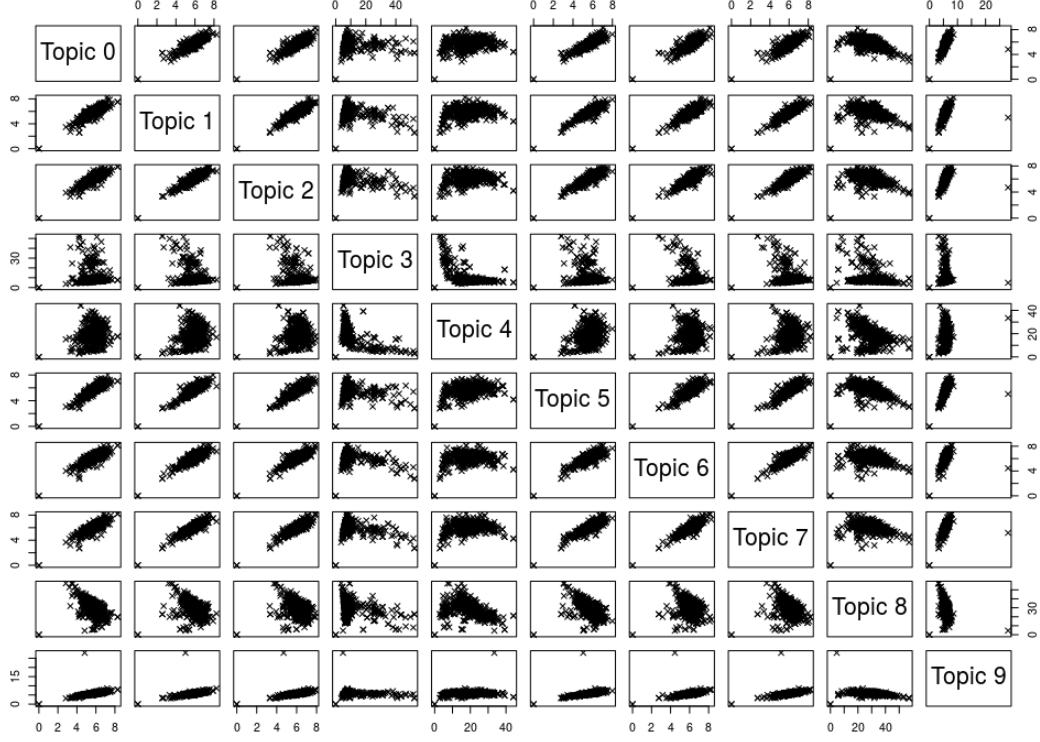 0 2 4 6 8 0 20 40 0 2 4 6 8 0 2 4 6 8 0 10 20
Topic 0 0 4 8
0 4 8 Topic 1
Topic 2 0 4 8
0 30 Topic 3
Topic 4 0 20 40
0 4 8 Topic 5
Topic 6 0 4 8
0 4 8 Topic 7
Topic 8 0 30
0 15 Topic 9
0 2 4 6 8 0 2 4 6 8 0 20 40 0 2 4 6 8 0 20 40